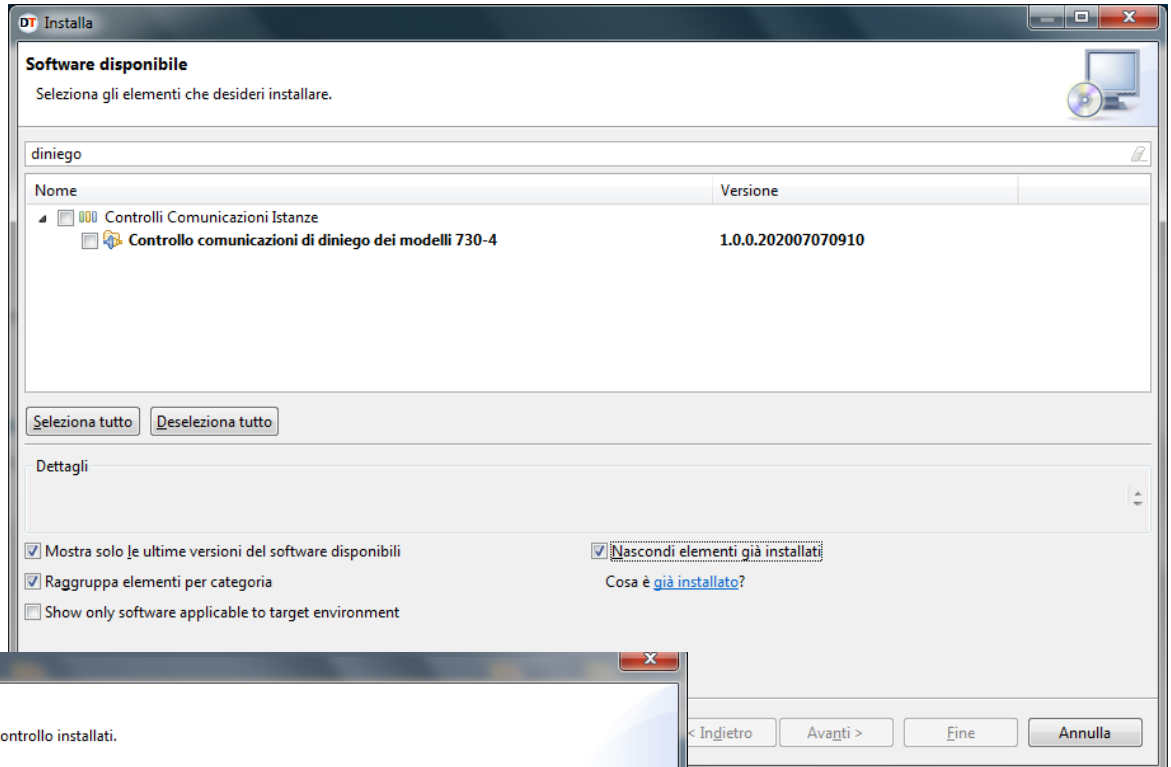 DT Installa
Software disponibile
Seleziona gli elementi che desideri installare.
diniego
Nome Versione
Controlli Comunicazioni Istanze
Controllo comunicazioni di diniego dei modelli 730-4 1.0.0.202007070910
Seleziona tutto Deseleziona tutto
Dettagli
Mostra solo le ultime versioni del software disponibili Nascondi elementi già installati
Raggruppa elementi per categoria Cosa è già installato?
Show only software applicable to target environment
ontrollo installati.
< Indietro Avanti > Fine Annulla